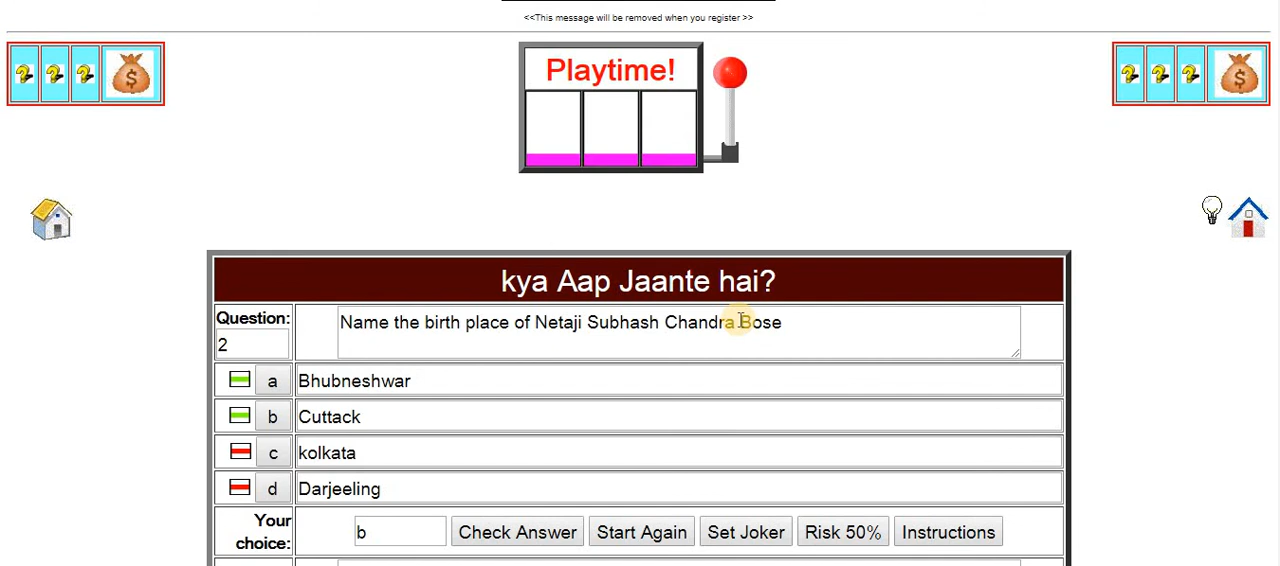 <<This message will be removed when you register >>
? ? ? $
Playtime!
? ? ? $
kya Aap Jaante hai?
Question:
2
Name the birth place of Netaji Subhash Chandra Bose
a Bhubneshwar
b Cuttack
c kolkata
d Darjeeling
Your choice:
b Check Answer Start Again Set Joker Risk 50% Instructions